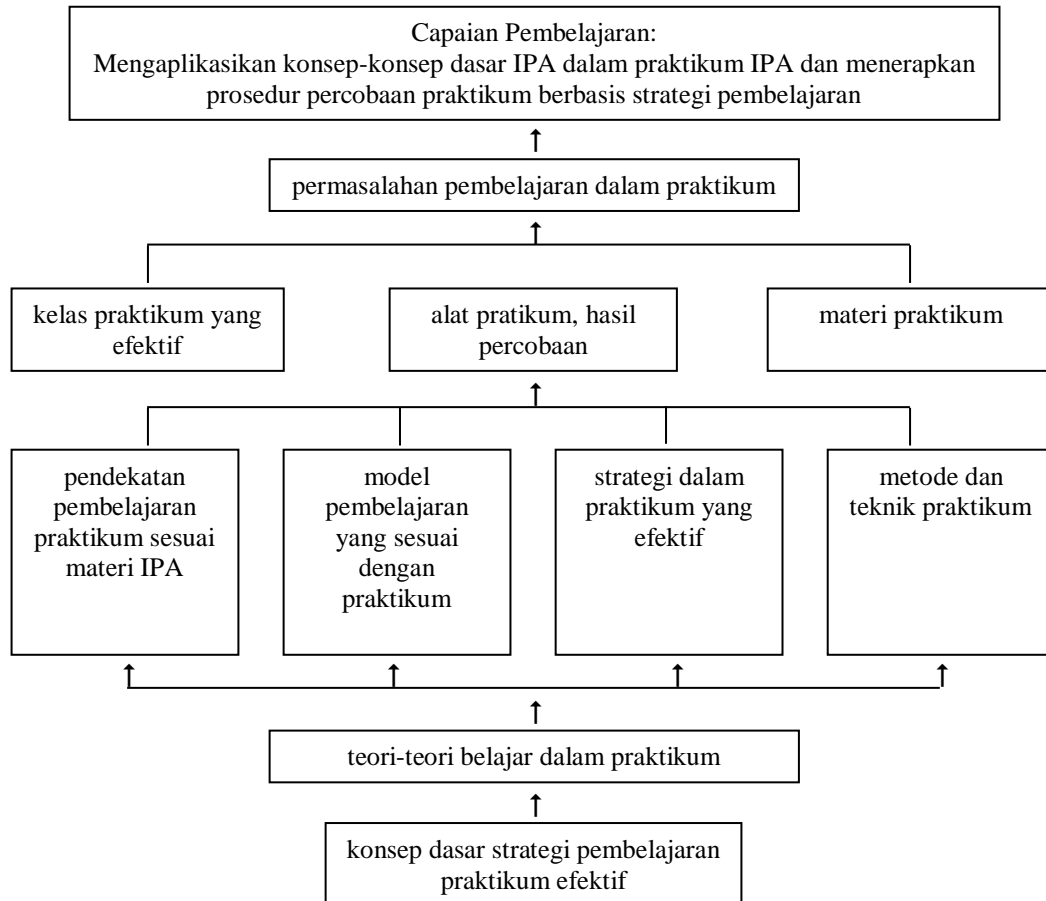 Capaian Pembelajaran:
Mengaplikasikan konsep-konsep dasar IPA dalam praktikum IPA dan menerapkan
prosedur percobaan praktikum berbasis strategi pembelajaran
permasalahan pembelajaran dalam praktikum
kelas praktikum yang
efektif
alat pratikum, hasil
percobaan
materi praktikum
pendekatan
pembelajaran
praktikum sesuai
materi IPA
model
pembelajaran
yang sesuai
dengan
praktikum
strategi dalam
praktikum yang
efektif
metode dan
teknik praktikum
teori-teori belajar dalam praktikum
konsep dasar strategi pembelajaran
praktikum efektif